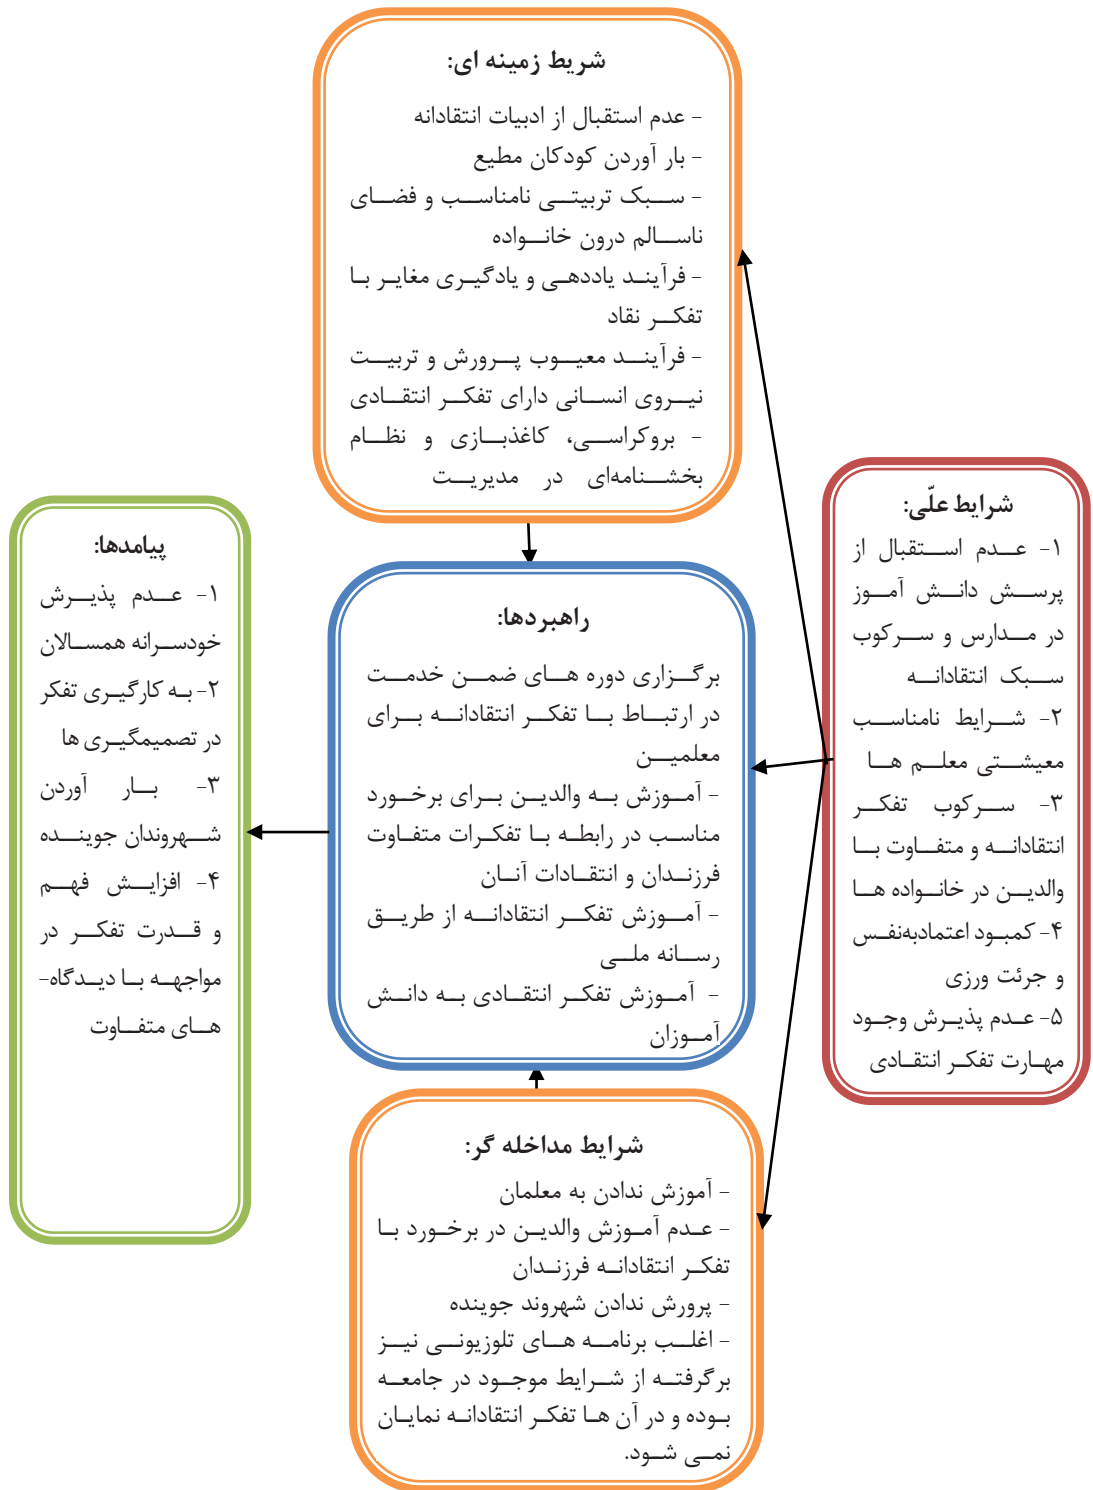 شریط زمینه ای:
- عدم استقبال از ادبیات انتقادانه
- بار آوردن کودکان مطیع
- سبک تربیتی نامناسب و فضای
ناسالم درون خانواده
- فرآیند یاددهی و یادگیری مغایر با
تفکر نقاد
- فرآیند معیوب پرورش و تربیت
نیروی انسانی دارای تفکر انتقادی
- بروکراسی، کاغذبازی و نظام
بخشنامه‌ای در مدیریت
شرایط علّی:
۱- عدم استقبال از
پرسش دانش آموز
در مدارس و سرکوب
سبک انتقادانه
۲- شرایط نامناسب
معیشتی معلم ها
۳- سرکوب تفکر
انتقادانه و متفاوت با
والدین در خانواده ها
۴- کمبود اعتمادبه‌نفس
و جرئت ورزی
۵- عدم پذیرش وجود
مهارت تفکر انتقادی
راهبردها:
برگزاری دوره های ضمن خدمت
در ارتباط با تفکر انتقادانه برای
معلمین
- آموزش به والدین برای برخورد
مناسب در رابطه با تفکرات متفاوت
فرزندان و انتقادات آنان
- آموزش تفکر انتقادانه از طریق
رسانه ملی
- آموزش تفکر انتقادی به دانش
آموزان
پیامدها:
۱- عدم پذیرش
خودسرانه همسالان
۲- به کارگیری تفکر
در تصمیمگیری ها
۳- بار آوردن
شهروندان جوینده
۴- افزایش فهم
و قدرت تفکر در
مواجهه با دیدگاه-
های متفاوت
شرایط مداخله گر:
- آموزش ندادن به معلمان
- عدم آموزش والدین در برخورد با
تفکر انتقادانه فرزندان
- پرورش ندادن شهروند جوینده
- اغلب برنامه های تلوزیونی نیز
برگرفته از شرایط موجود در جامعه
بوده و در آن ها تفکر انتقادانه نمایان
نمی شود.